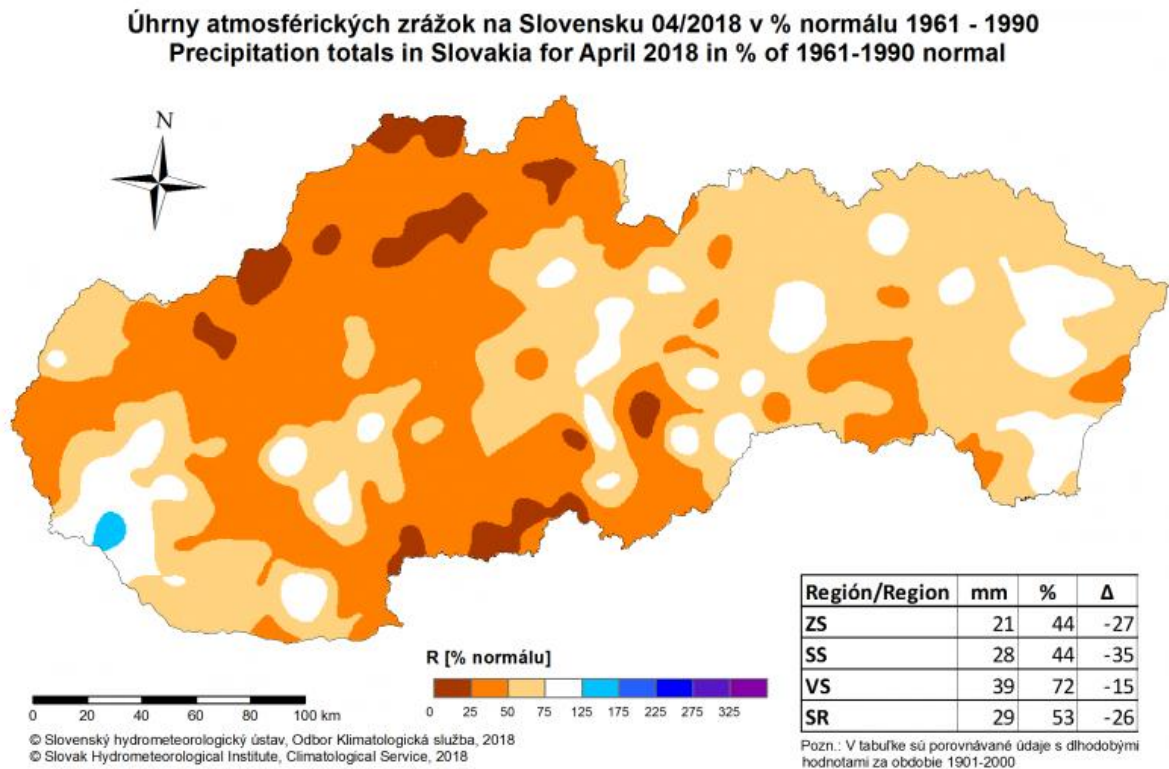 Úhrny atmosférických zrážok na Slovensku 04/2018 v % normálu 1961 - 1990
Precipitation totals in Slovakia for April 2018 in % of 1961-1990 normal
N
R [% normálu]
0 25 50 75 125 175 225 275 325
0 20 40 60 80 100 km
© Slovenský hydrometeorologický ústav, Odbor Klimatologická služba, 2018
© Slovak Hydrometeorological Institute, Climatological Service, 2018
Región/Region mm % Δ
ZS 21 44 -27
SS 28 44 -35
VS 39 72 -15
SR 29 53 -26
Pozn.: V tabuľke sú porovnávané údaje s dlhodobými
hodnotami za obdobie 1901-2000